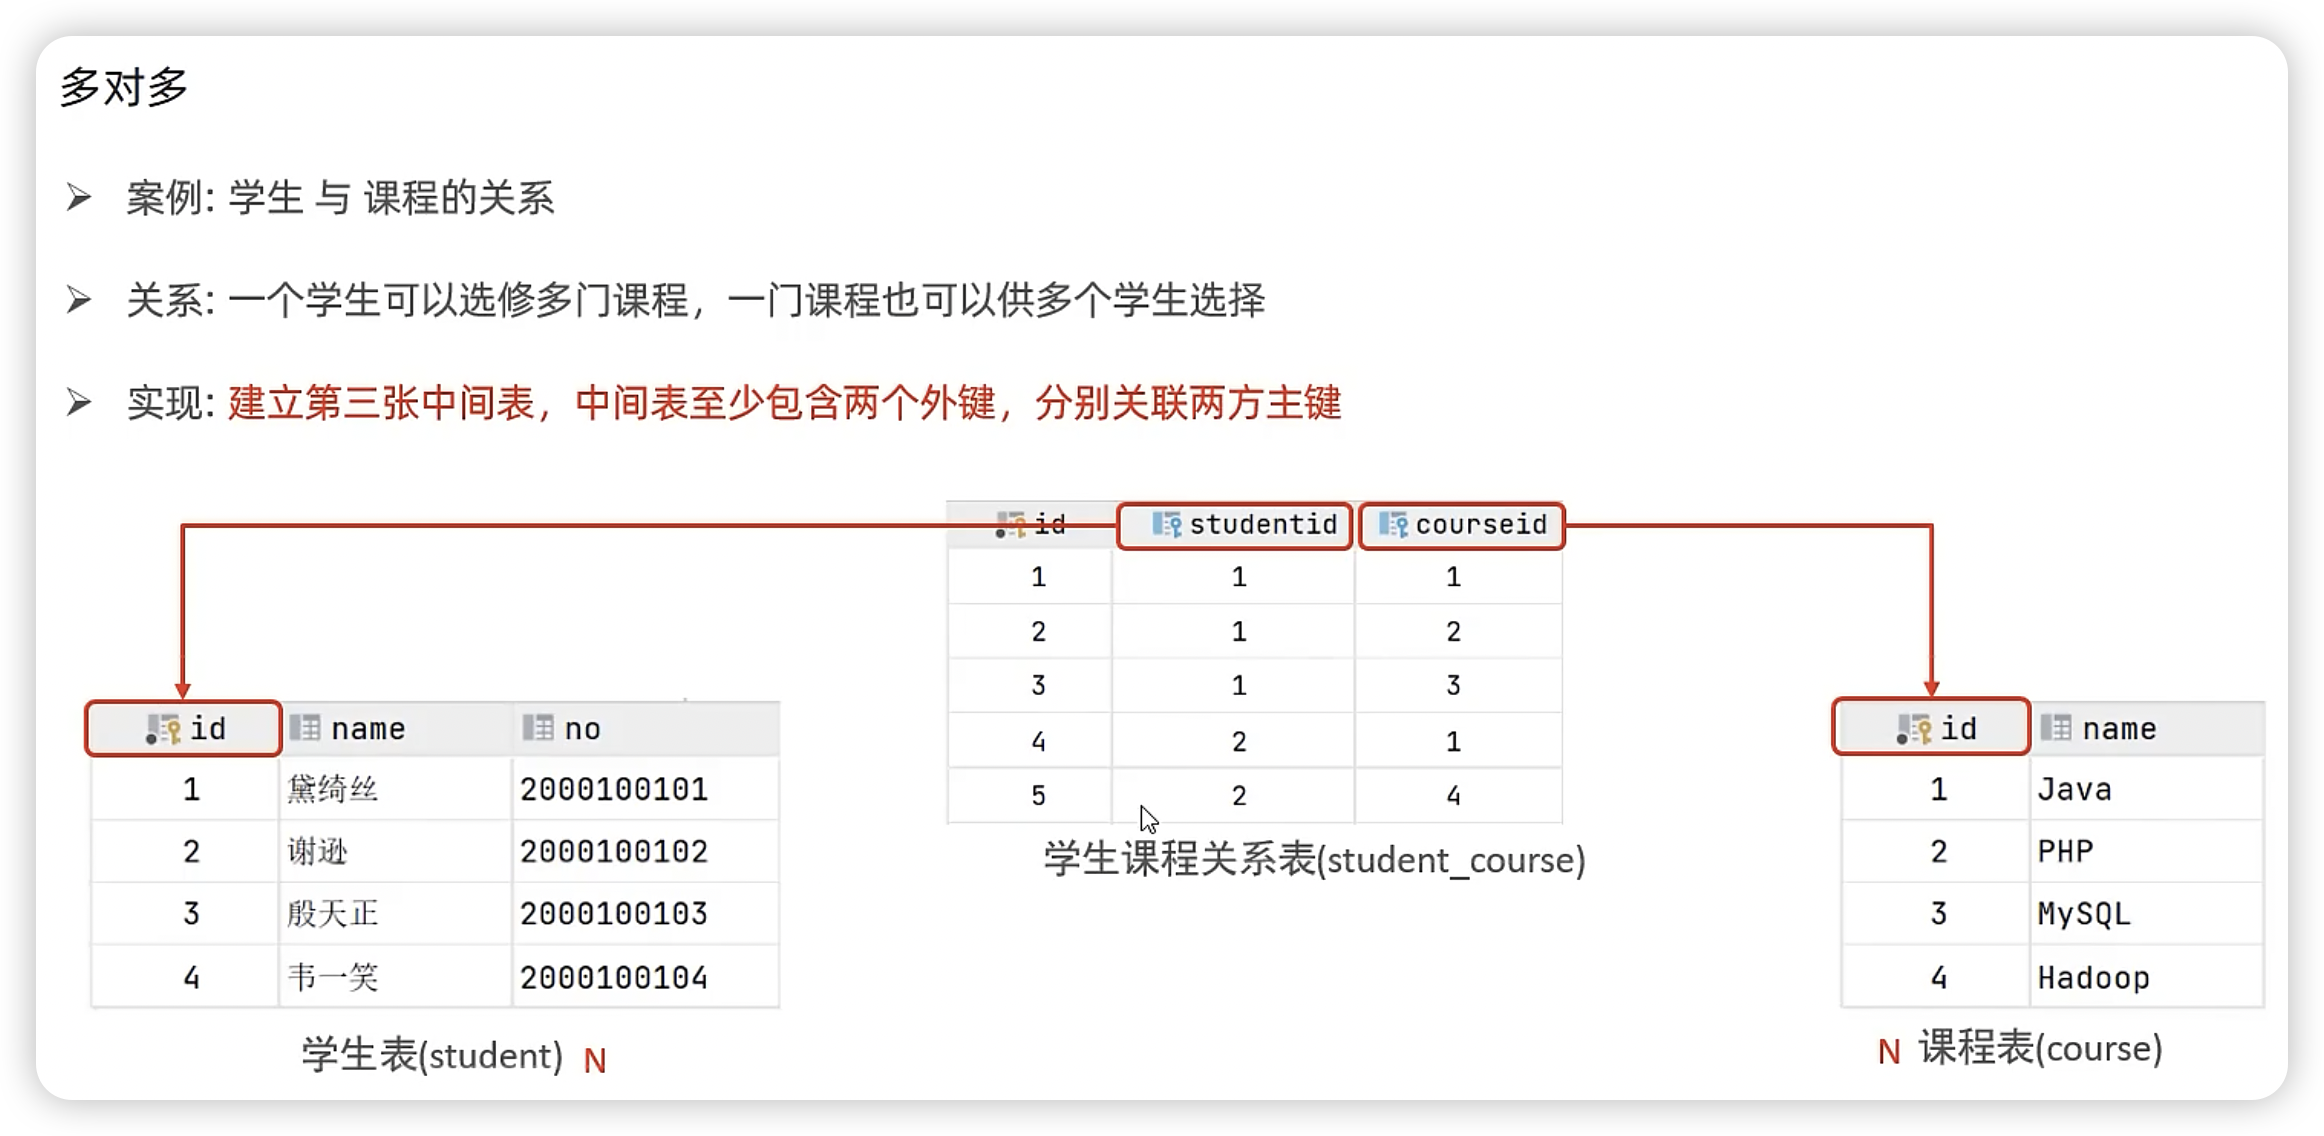 多对多
案例: 学生 与 课程的关系
关系: 一个学生可以选修多门课程，一门课程也可以供多个学生选择
实现: 建立第三张中间表，中间表至少包含两个外键，分别关联两方主键
id studentid courseid
1 1 1
2 1 2
3 1 3
4 2 1
5 2 4
学生课程关系表(student_course)
id name no
1 黛绮丝 2000100101
2 谢逊 2000100102
3 殷天正 2000100103
4 韦一笑 2000100104
学生表(student) N
id name
1 Java
2 PHP
3 MySQL
4 Hadoop
N 课程表(course)